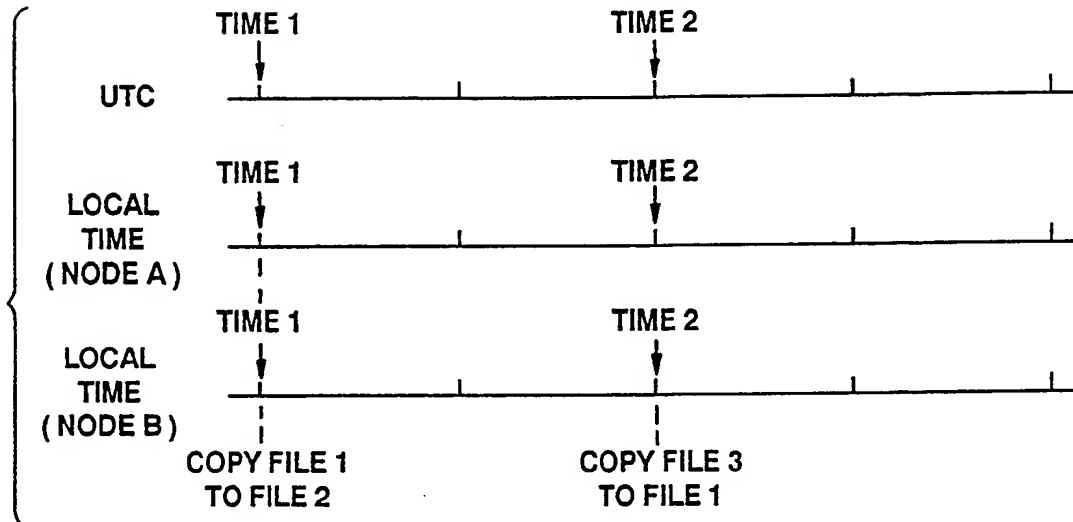 TIME 1
TIME 2
UTC
TIME 1
TIME 2
LOCAL
TIME
( NODE A )
TIME 1
TIME 2
LOCAL
TIME
( NODE B )
COPY FILE 1
TO FILE 2
COPY FILE 3
TO FILE 1